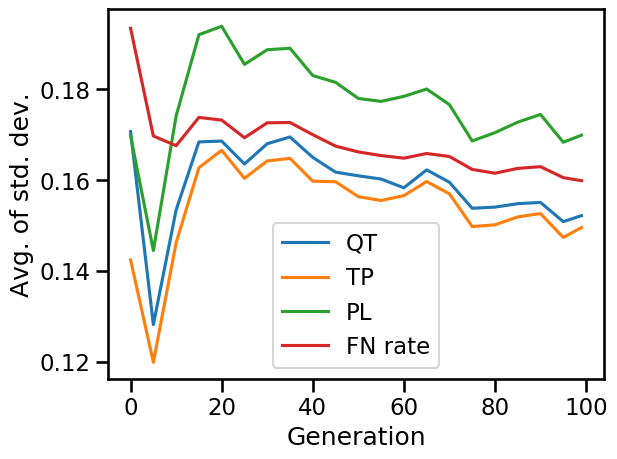 Avg. of std. dev.
0.18
0.16
0.14
0.12
QT
TP
PL
FN rate
0 20 40 60 80 100
Generation